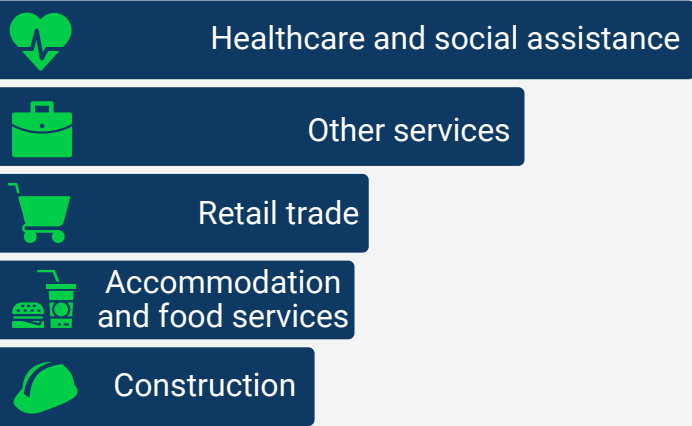 Healthcare and social assistance
Other services
Retail trade
Accommodation
and food services
Construction